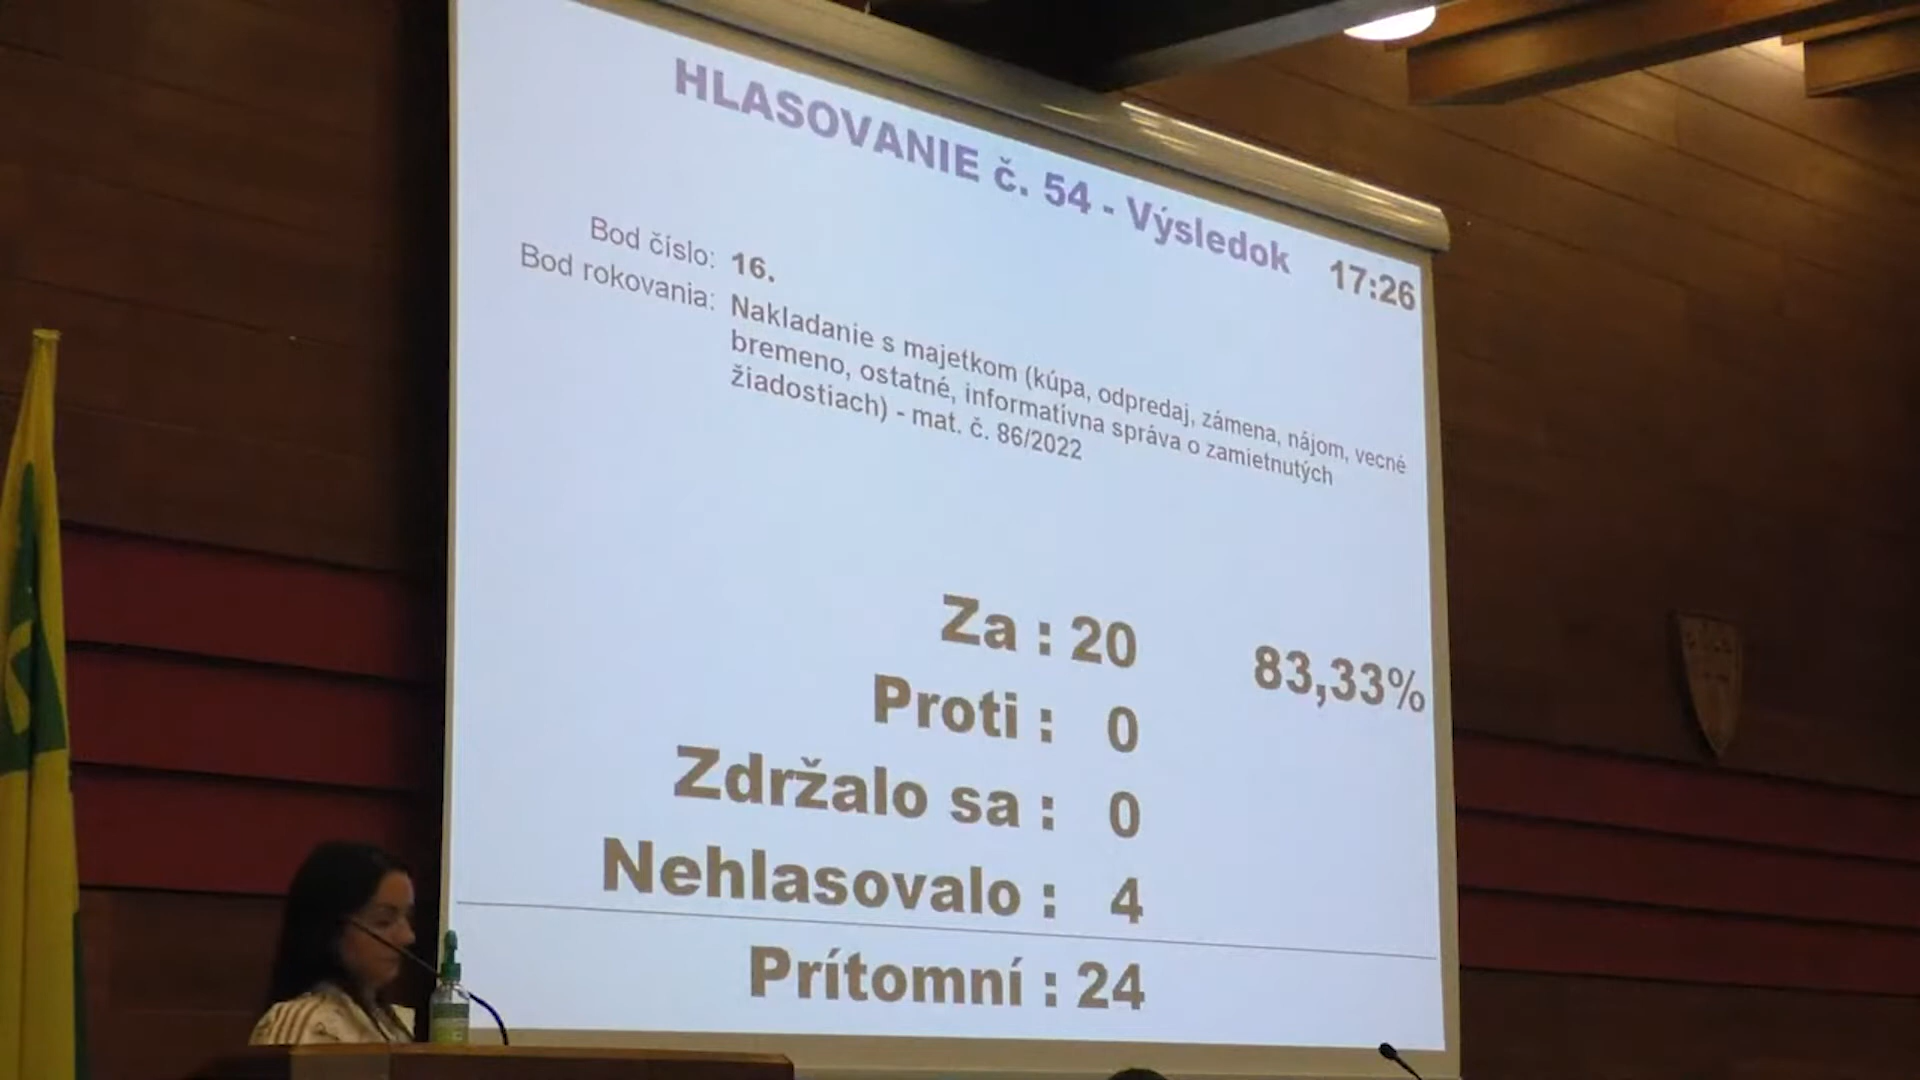 HLASOVANIE č. 54 - Výsledok
17:26
Bod číslo: 16.
Bod rokovania: Nakladanie s majetkom (kúpa, odpredaj, zámena, nájom, vecné
bremeno, ostatné, informatívna správa o zamietnutých
žiadostiach) - mat. č. 86/2022
Za : 20 83,33%
Proti : 0
Zdržalo sa : 0
Nehlasovalo : 4
Prítomní : 24